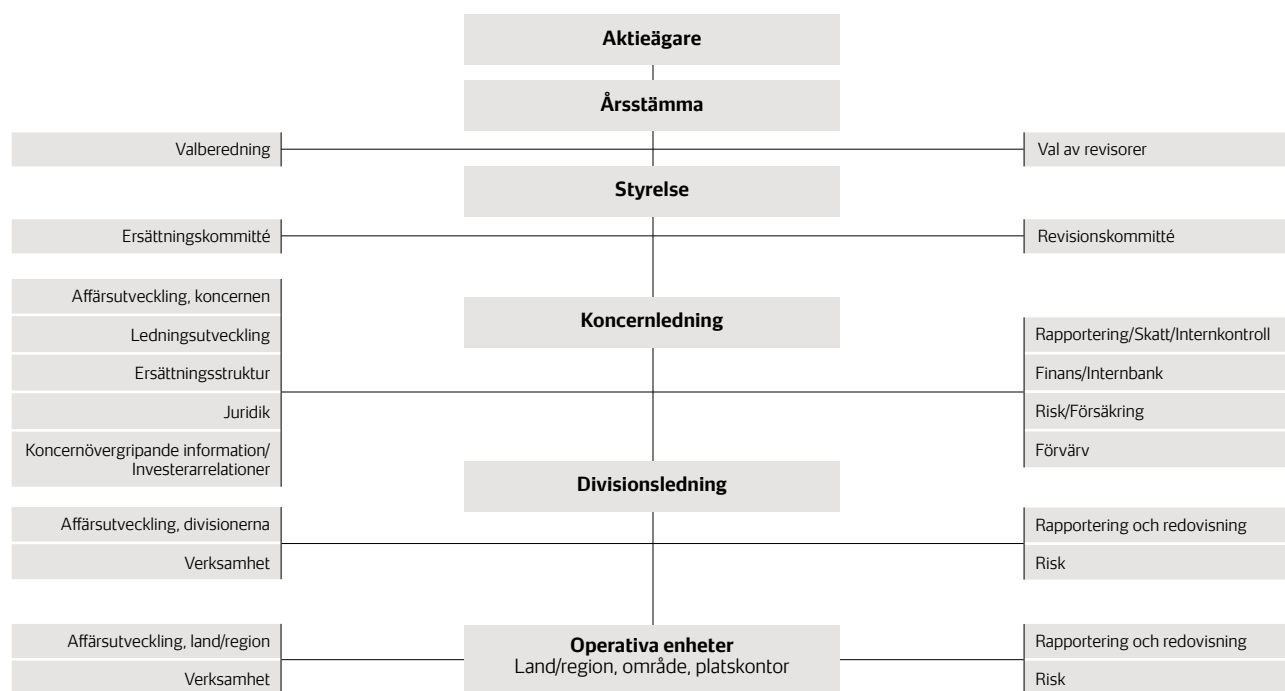 Aktieägare
Årsstämma
Valberedning
Val av revisorer
Styrelse
Ersättningskommitté
Revisionskommitté
Affärsutveckling, koncernen
Ledningsutveckling
Ersättningsstruktur
Juridik
Koncernövergripande information/
Investerarrelationer
Koncernledning
Rapportering/Skatt/Internkontroll
Finans/Internbank
Risk/Försäkring
Förvärv
Divisionsledning
Affärsutveckling, divisionerna
Verksamhet
Rapportering och redovisning
Risk
Affärsutveckling, land/region
Verksamhet
Operativa enheter
Land/region, område, platskontor
Rapportering och redovisning
Risk